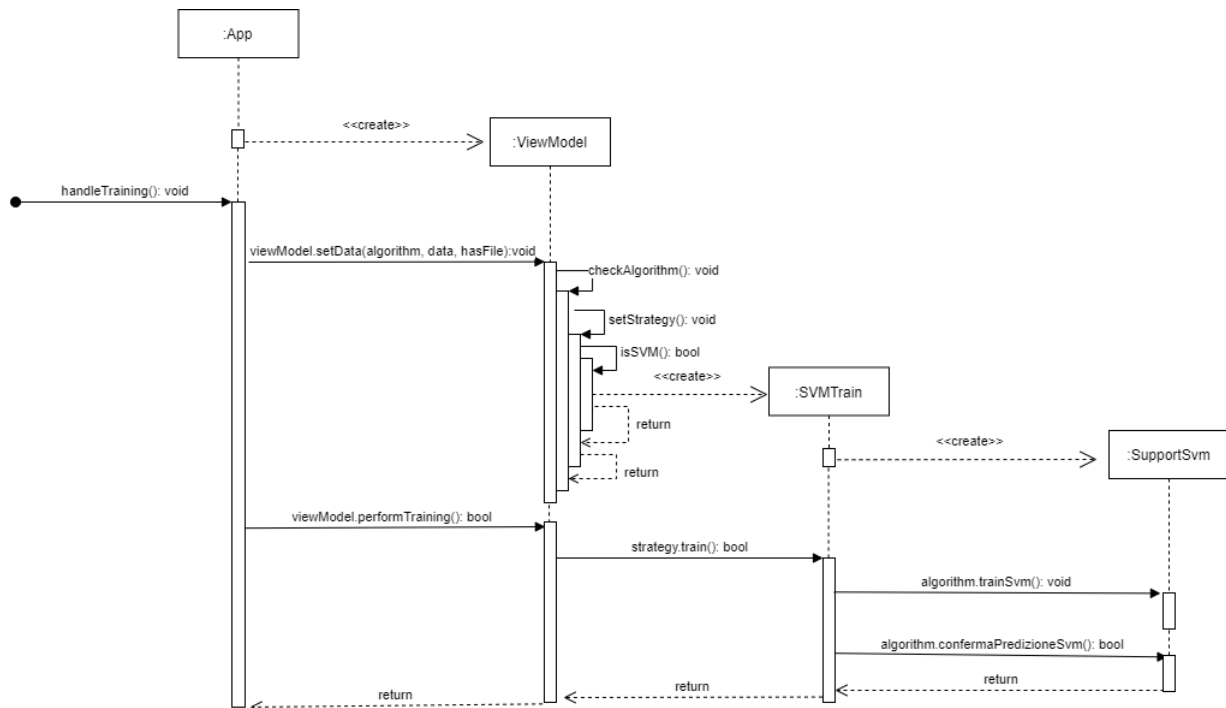 :App
<<create>>
:ViewModel
handleTraining(): void
viewModel.setData(algorithm, data, hasFile):void
checkAlgorithm(): void
setStrategy(): void
isSVM(): bool
<<create>>
:SVMTrain
return
<<create>>
:SupportSvm
return
viewModel.performTraining(): bool
strategy.train(): bool
algorithm.trainSvm(): void
algorithm.confermaPredizioneSvm(): bool
return
return
return